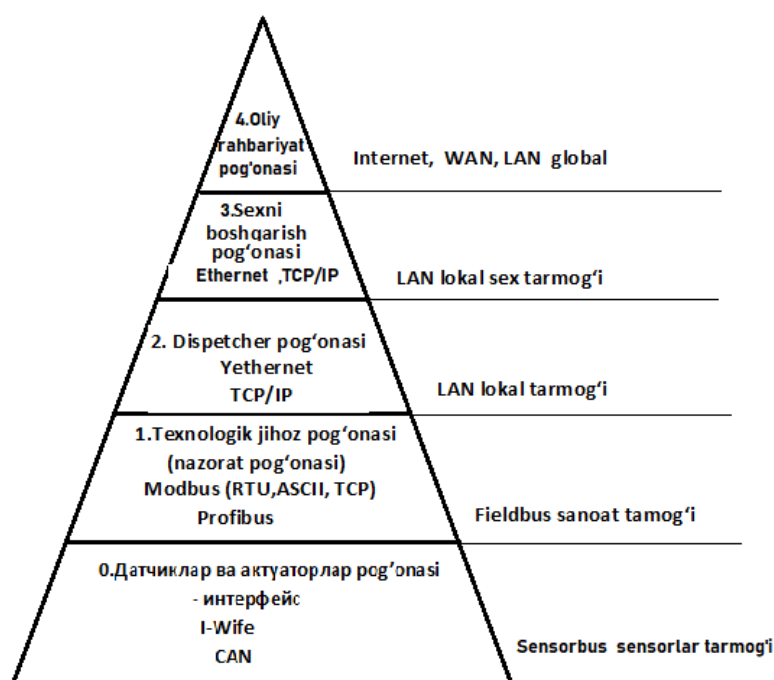 4.Oliy
rahbariyat
pog'onasi
Internet, WAN, LAN global
3.Sexni
boshqarish
pog‘onasi
Ethernet ,TCP/IP
LAN lokal sex tarmog'i
2. Dispetcher pog‘onasi
Yethernet
TCP/IP
LAN lokal tarmog‘i
1.Texnologik jihoz pog‘onasi
(nazorat pog‘onasi)
Modbus (RTU,ASCII, TCP)
Profibus
Fieldbus sanoat tamog‘i
0.Датчиклар ва актуаторлар pog’onasi
- интерфейс
I-Wife
CAN
Sensorbus sensorlar tarmog'i